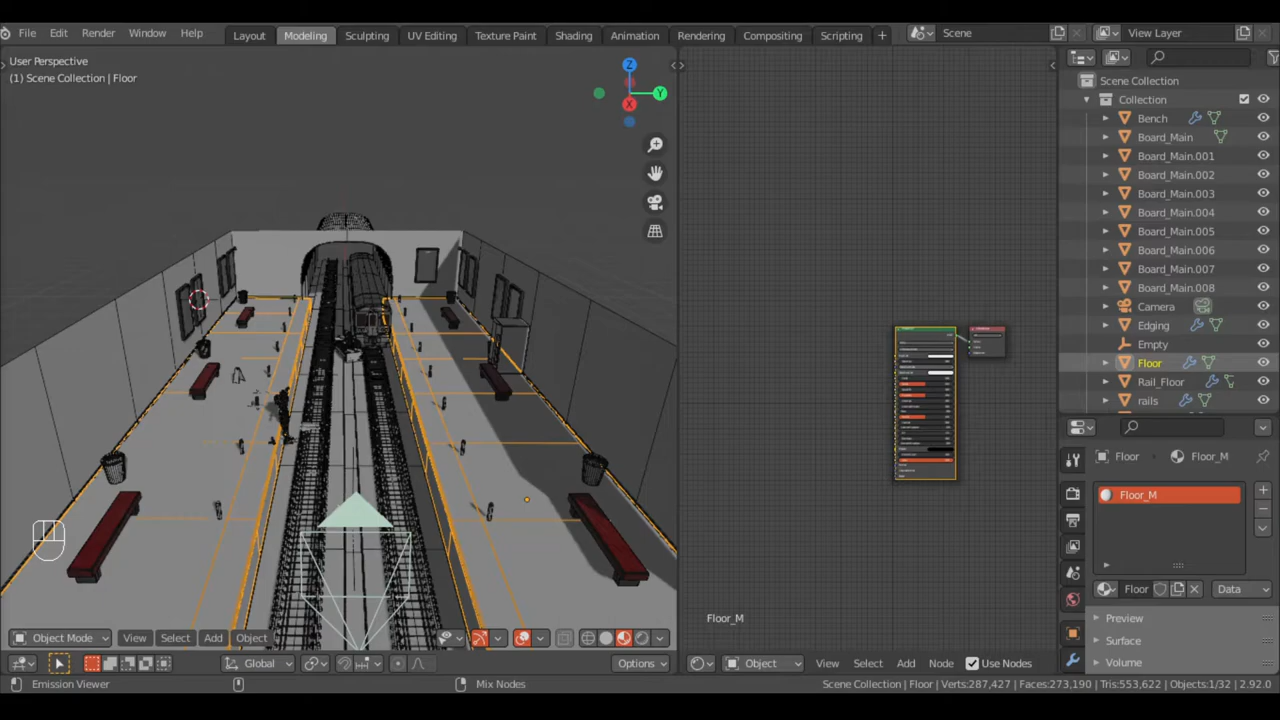 File Edit Render Window Help
Layout Modeling Sculpting UV Editing Texture Paint Shading Animation Rendering Compositing Scripting
Scene
View Layer
User Perspective
(1) Scene Collection | Floor
Z
Y
X
Scene Collection
Collection
Bench
Board_Main
Board_Main.001
Board_Main.002
Board_Main.003
Board_Main.004
Board_Main.005
Board_Main.006
Board_Main.007
Board_Main.008
Camera
Edging
Empty
Floor
Rail_Floor
rails
Floor
Floor_M
Floor_M
Floor
Data
Preview
Surface
Volume
Floor_M
Object Mode View Select Add Object
Global
Options
Object View Select Add Node Use Nodes
Emission Viewer
Mix Nodes
Scene Collection | Floor | Verts:287,427 | Faces:273,190 | Tris:553,622 | Objects:1/32 | 2.92.0